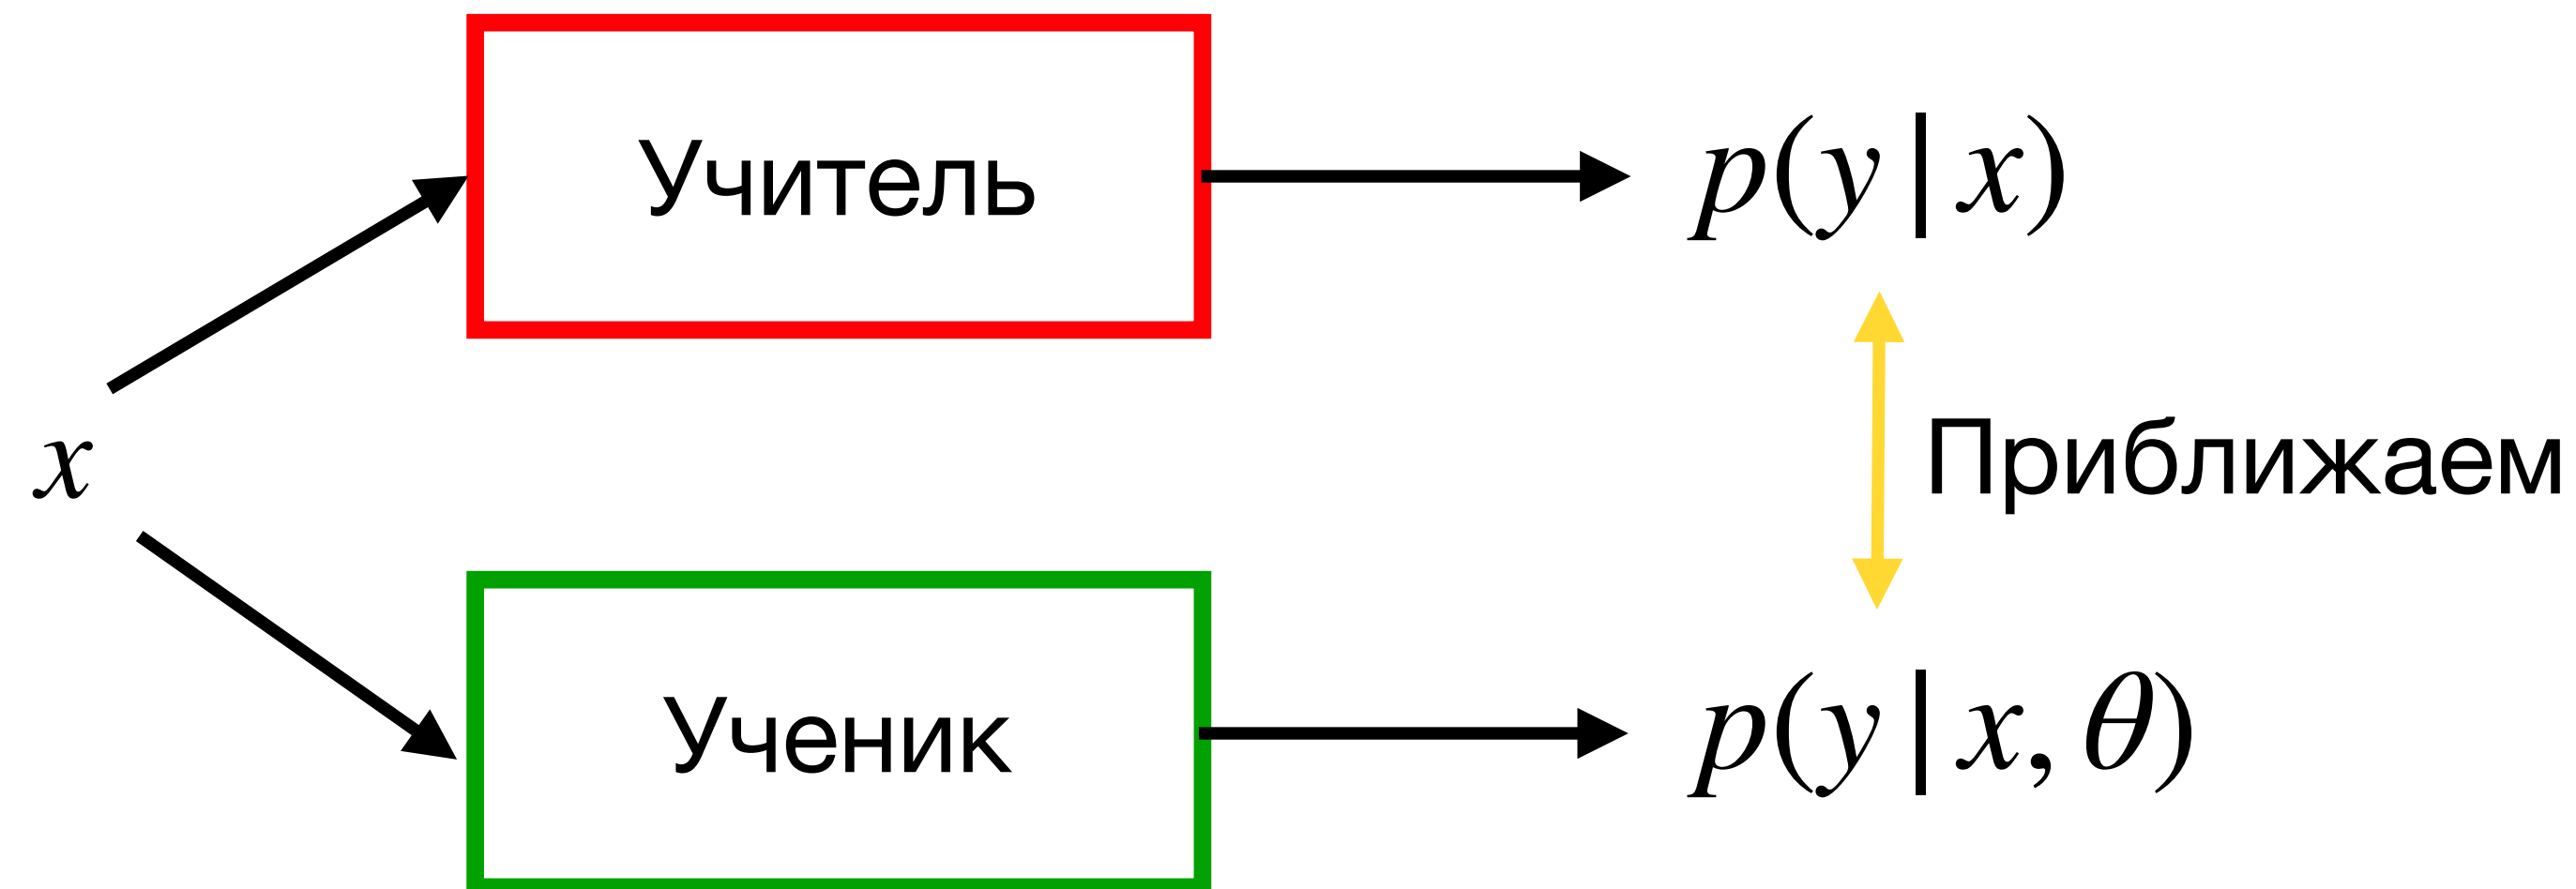 Учитель
p(y | x)
x
Приближаем
Ученик
p(y | x, θ)